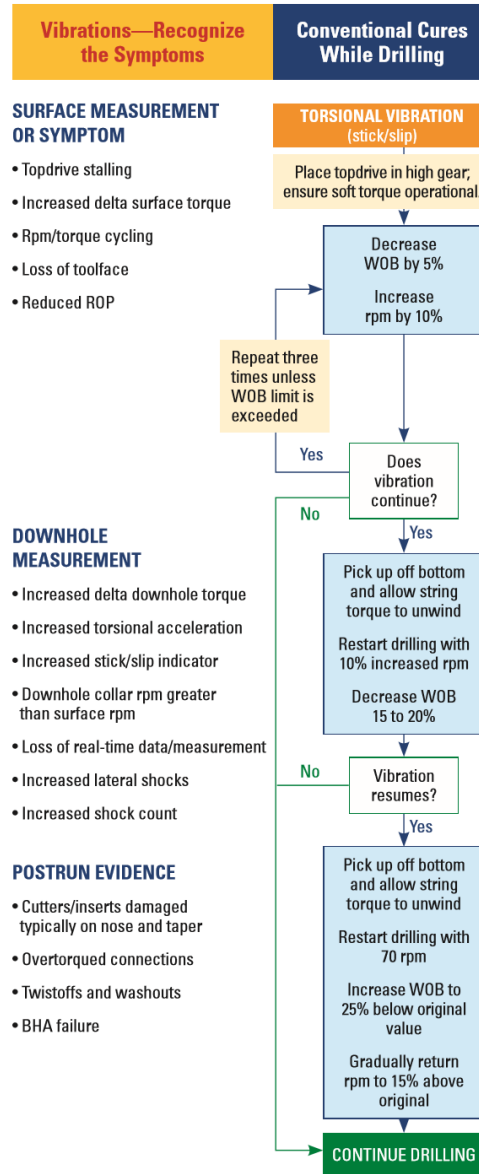 Vibrations—Recognize
the Symptoms
Conventional Cures
While Drilling
SURFACE MEASUREMENT
OR SYMPTOM
• Topdrive stalling
• Increased delta surface torque
• Rpm/torque cycling
• Loss of toolface
• Reduced ROP
DOWNHOLE
MEASUREMENT
• Increased delta downhole torque
• Increased torsional acceleration
• Increased stick/slip indicator
• Downhole collar rpm greater
than surface rpm
• Loss of real-time data/measurement
• Increased lateral shocks
• Increased shock count
POSTRUN EVIDENCE
• Cutters/inserts damaged
typically on nose and taper
• Overtorqued connections
• Twistoffs and washouts
• BHA failure
TORSIONAL VIBRATION
(stick/slip)
Place topdrive in high gear;
ensure soft torque operational.
Decrease
WOB by 5%
Increase
rpm by 10%
Repeat three
times unless
WOB limit is
exceeded
Yes
Does
vibration
continue?
No
Yes
Pick up off bottom
and allow string
torque to unwind
Restart drilling with
10% increased rpm
Decrease WOB
15 to 20%
No
Vibration
resumes?
Yes
Pick up off bottom
and allow string
torque to unwind
Restart drilling with
70 rpm
Increase WOB to
25% below original
value
Gradually return
rpm to 15% above
original
CONTINUE DRILLING